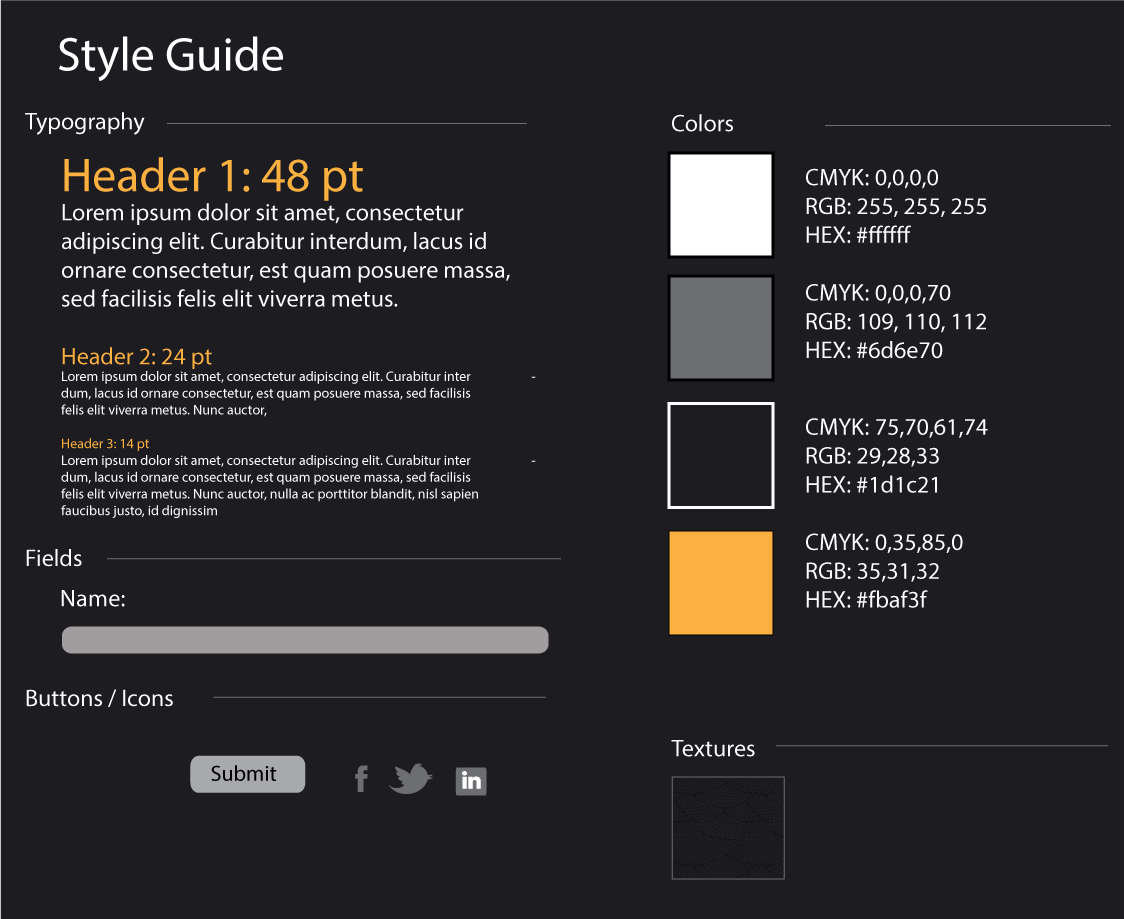 Style Guide
Typography
Header 1: 48 pt
Lorem ipsum dolor sit amet, consectetur
adipiscing elit. Curabitur interdum, lacus id
ornare consectetur, est quam posuere massa,
sed facilisis felis elit viverra metus.
Header 2: 24 pt
Lorem ipsum dolor sit amet, consectetur adipiscing elit. Curabitur inter -
dum, lacus id ornare consectetur, est quam posuere massa, sed facilisis
felis elit viverra metus. Nunc auctor,
Header 3: 14 pt
Lorem ipsum dolor sit amet, consectetur adipiscing elit. Curabitur inter -
dum, lacus id ornare consectetur, est quam posuere massa, sed facilisis
felis elit viverra metus. Nunc auctor, nulla ac porttitor blandit, nisl sapien
faucibus justo, id dignissim
Fields
Name:
Buttons / Icons
Submit
f
in
Colors
CMYK: 0,0,0,0
RGB: 255, 255, 255
HEX: #ffffff
CMYK: 0,0,0,70
RGB: 109, 110, 112
HEX: #6d6e70
CMYK: 75,70,61,74
RGB: 29,28,33
HEX: #1d1c21
CMYK: 0,35,85,0
RGB: 35,31,32
HEX: #fbaf3f
Textures